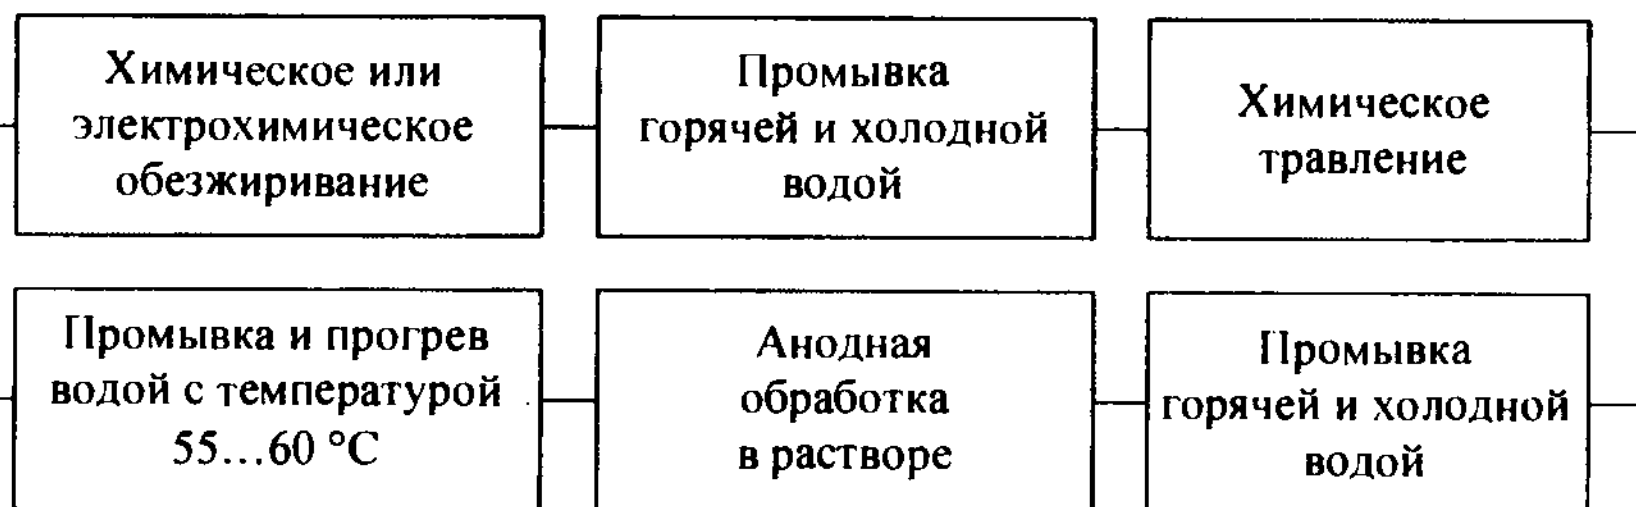 Химическое или
электрохимическое
обезжиривание
Промывка
горячей и холодной
водой
Химическое
травление
Промывка и прогрев
водой с температурой
55...60 °С
Анодная
обработка
в растворе
Промывка
горячей и холодной
водой